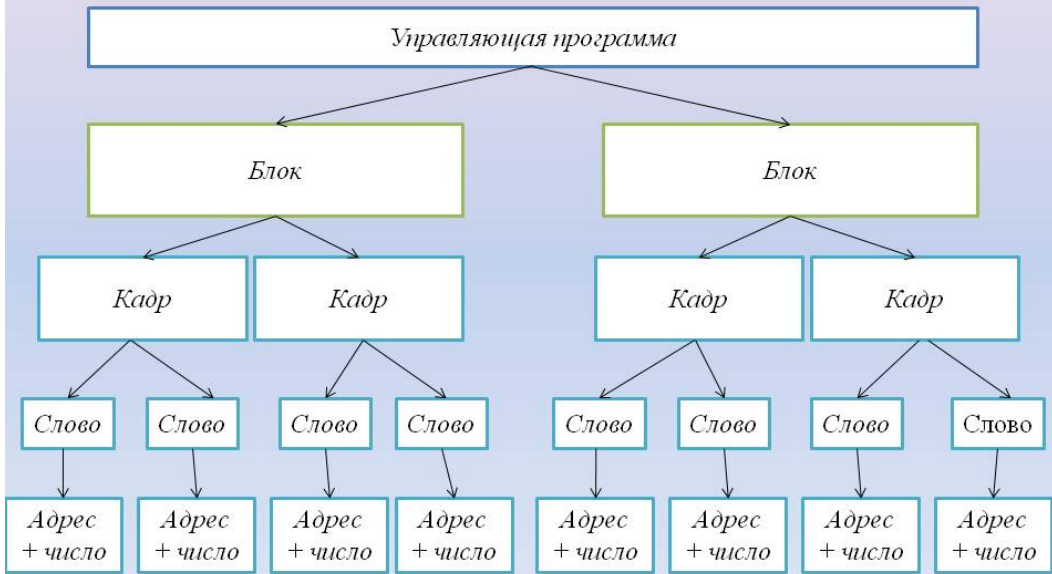 Управляющая программа
Блок
Блок
Кадр
Кадр
Кадр
Кадр
Слово
Слово
Слово
Слово
Слово
Слово
Слово
Слово
Адрес
+ число
Адрес
+ число
Адрес
+ число
Адрес
+ число
Адрес
+ число
Адрес
+ число
Адрес
+ число
Адрес
+ число